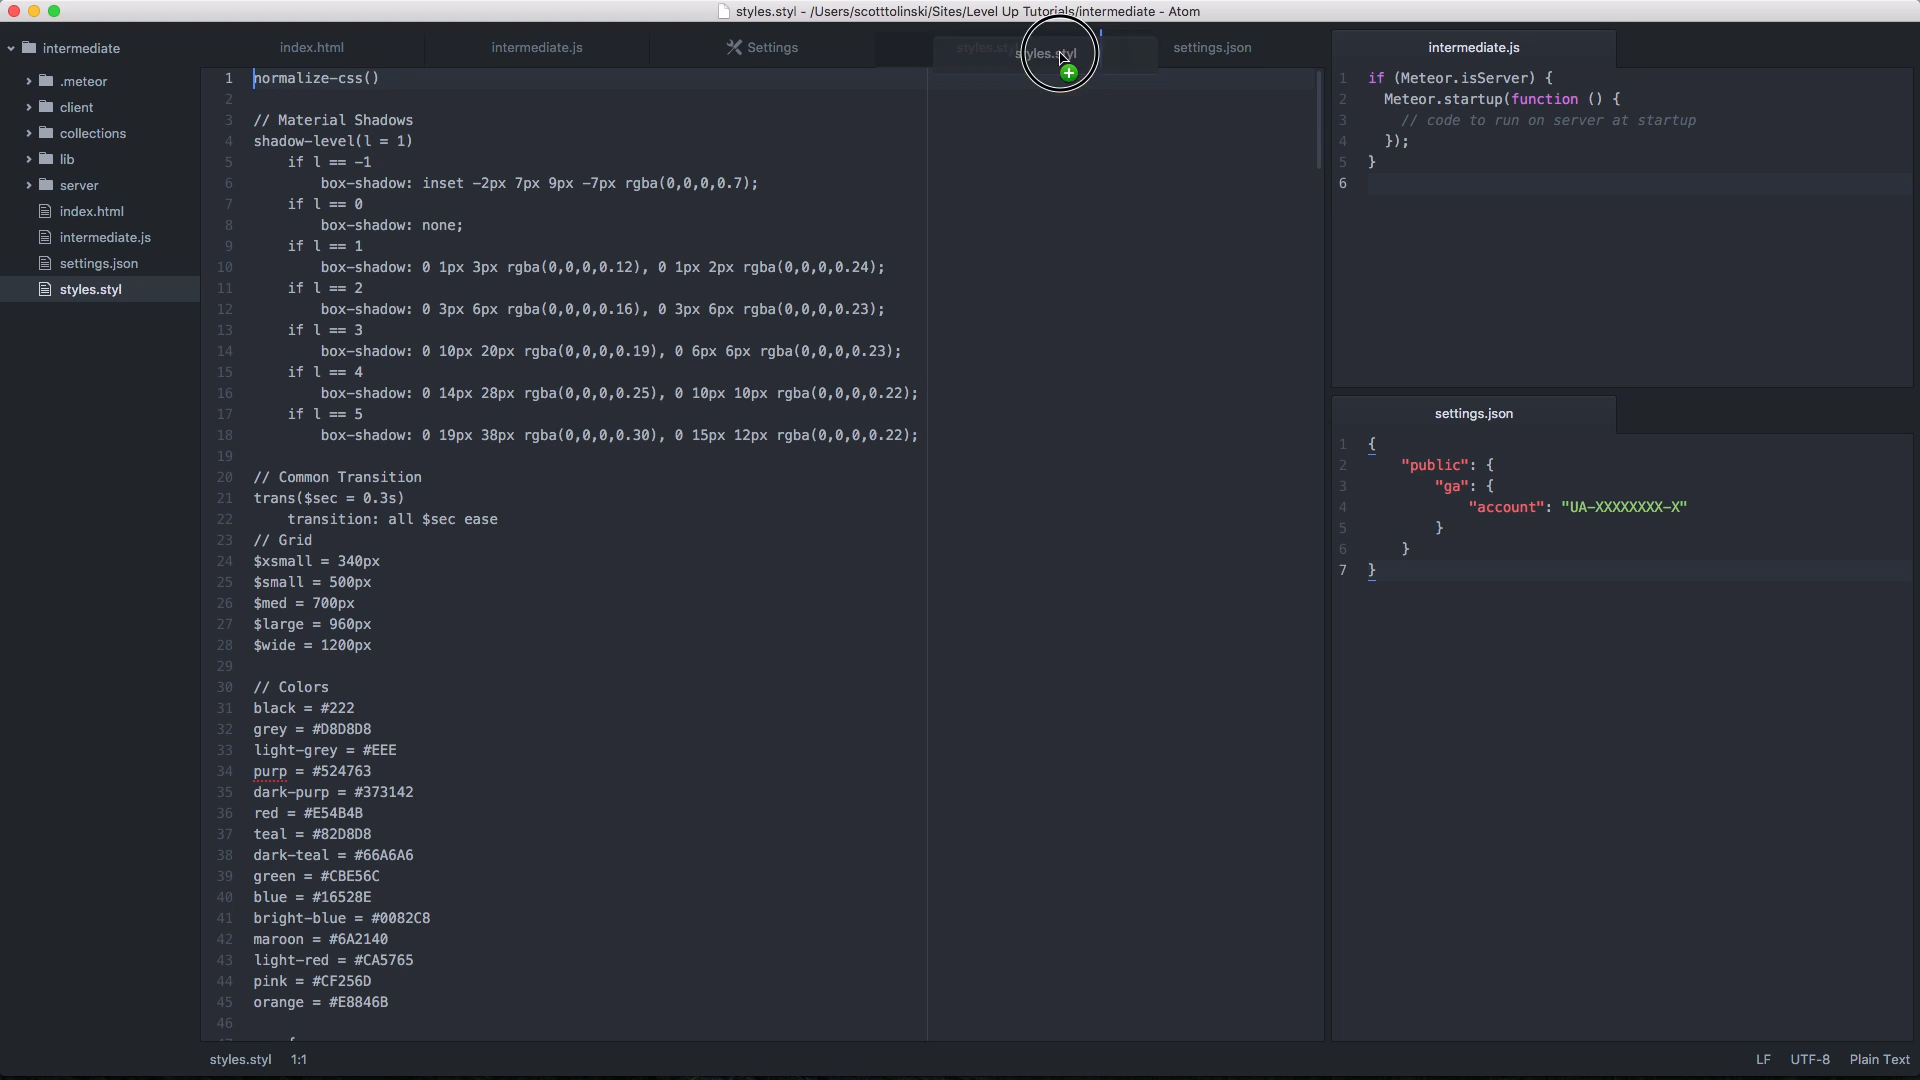 styles.styl - /Users/scotttolinski/Sites/Level Up Tutorials/intermediate - Atom
intermediate
.meteor
client
collections
lib
server
index.html
intermediate.js
settings.json
styles.styl
index.html
intermediate.js
Settings
styles.styl
settings.json
1 normalize-css()
2
3 // Material Shadows
4 shadow-level(l = 1)
5 if l == -1
6 box-shadow: inset -2px 7px 9px -7px rgba(0,0,0,0.7);
7 if l == 0
8 box-shadow: none;
9 if l == 1
10 box-shadow: 0 1px 3px rgba(0,0,0,0.12), 0 1px 2px rgba(0,0,0,0.24);
11 if l == 2
12 box-shadow: 0 3px 6px rgba(0,0,0,0.16), 0 3px 6px rgba(0,0,0,0.23);
13 if l == 3
14 box-shadow: 0 10px 20px rgba(0,0,0,0.19), 0 6px 6px rgba(0,0,0,0.23);
15 if l == 4
16 box-shadow: 0 14px 28px rgba(0,0,0,0.25), 0 10px 10px rgba(0,0,0,0.22);
17 if l == 5
18 box-shadow: 0 19px 38px rgba(0,0,0,0.30), 0 15px 12px rgba(0,0,0,0.22);
19
20 // Common Transition
21 trans($sec = 0.3s)
22 transition: all $sec ease
23 // Grid
24 $xsmall = 340px
25 $small = 500px
26 $med = 700px
27 $large = 960px
28 $wide = 1200px
29
30 // Colors
31 black = #222
32 grey = #D8D8D8
33 light-grey = #EEE
34 purp = #524763
35 dark-purp = #373142
36 red = #E54B4B
37 teal = #82D8D8
38 dark-teal = #66A6A6
39 green = #CBE56C
40 blue = #16528E
41 bright-blue = #0082C8
42 maroon = #6A2140
43 light-red = #CA5765
44 pink = #CF256D
45 orange = #E8846B
46
intermediate.js
1 if (Meteor.isServer) {
2 Meteor.startup(function () {
3 // code to run on server at startup
4 });
5 }
6
settings.json
1 {
2 "public": {
3 "ga": {
4 "account": "UA-XXXXXXXX-X"
5 }
6 }
7 }
styles.styl 1:1
LF UTF-8 Plain Text